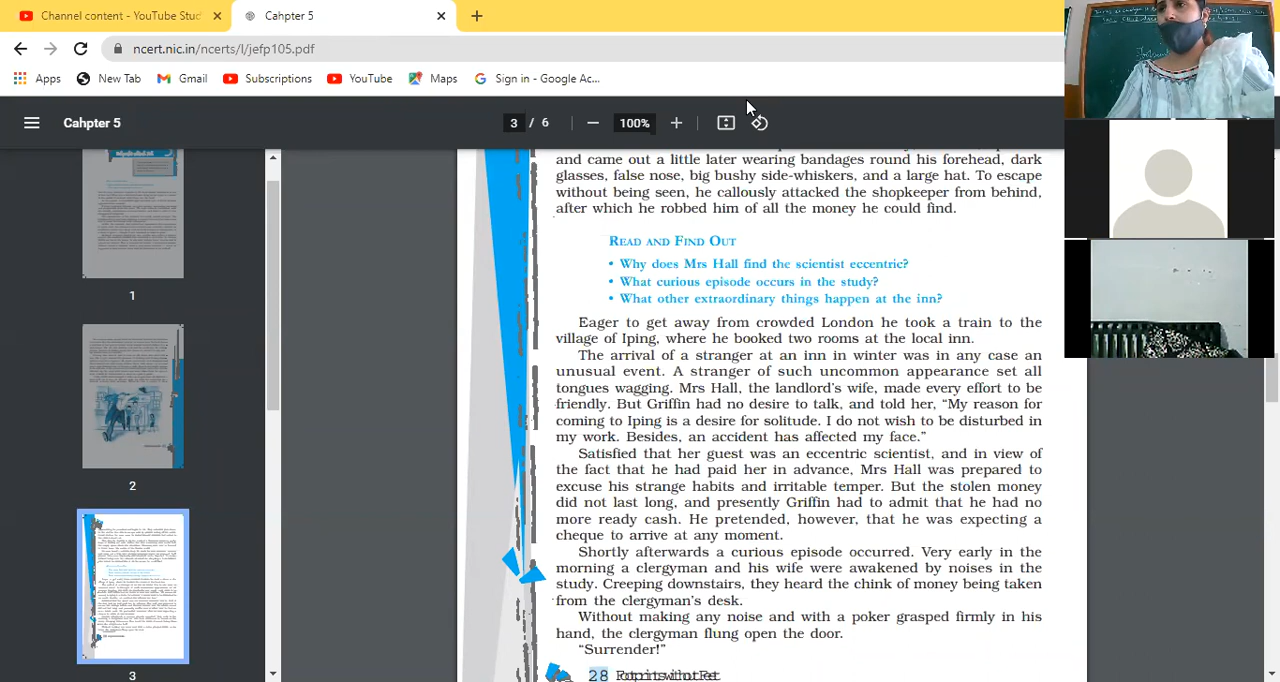 Channel content - YouTube Stud
Cahpter 5
ncert.nic.in/ncerts/l/jefp105.pdf
Apps
New Tab
Gmail
Subscriptions
YouTube
Maps
Sign in - Google Ac...
Cahpter 5
3 / 6
100%
and came out a little later wearing bandages round his forehead, dark
glasses, false nose, big bushy side-whiskers, and a large hat. To escape
without being seen, he callously attacked the shopkeeper from behind,
after which he robbed him of all the money he could find.
READ AND FIND OUT
• Why does Mrs Hall find the scientist eccentric?
• What curious episode occurs in the study?
• What other extraordinary things happen at the inn?
Eager to get away from crowded London he took a train to the
village of Iping, where he booked two rooms at the local inn.
The arrival of a stranger at an inn in winter was in any case an
unusual event. A stranger of such uncommon appearance set all
tongues wagging. Mrs Hall, the landlord's wife, made every effort to be
friendly. But Griffin had no desire to talk, and told her, “My reason for
coming to Iping is a desire for solitude. I do not wish to be disturbed in
my work. Besides, an accident has affected my face.”
Satisfied that her guest was an eccentric scientist, and in view of
the fact that he had paid her in advance, Mrs Hall was prepared to
excuse his strange habits and irritable temper. But the stolen money
did not last long, and presently Griffin had to admit that he had no
more ready cash. He pretended, however, that he was expecting a
cheque to arrive at any moment.
Shortly afterwards a curious episode occurred. Very early in the
morning a clergyman and his wife were awakened by noises in the
study. Creeping downstairs, they heard the chink of money being taken
from the clergyman's desk.
Without making any noise and with a poker grasped firmly in his
hand, the clergyman flung open the door.
“Surrender!”
28
1
2
3